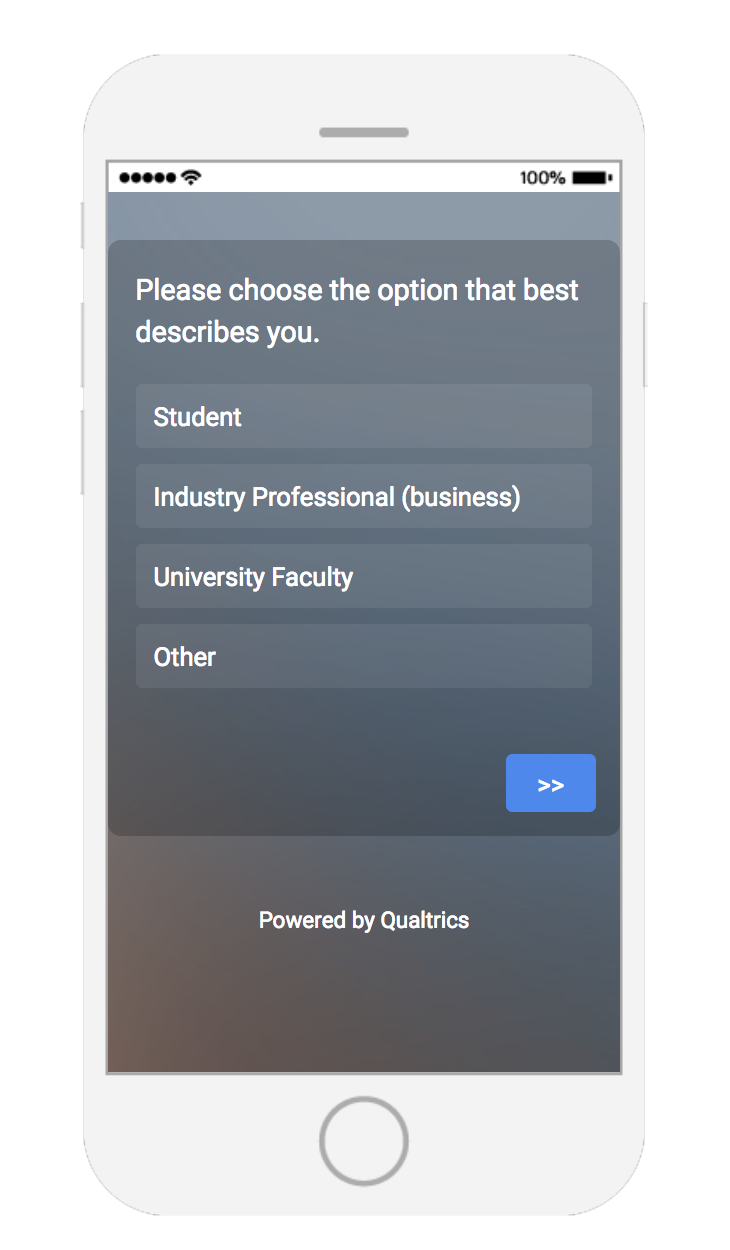 100%
Please choose the option that best
describes you.
Student
Industry Professional (business)
University Faculty
Other
>>
Powered by Qualtrics